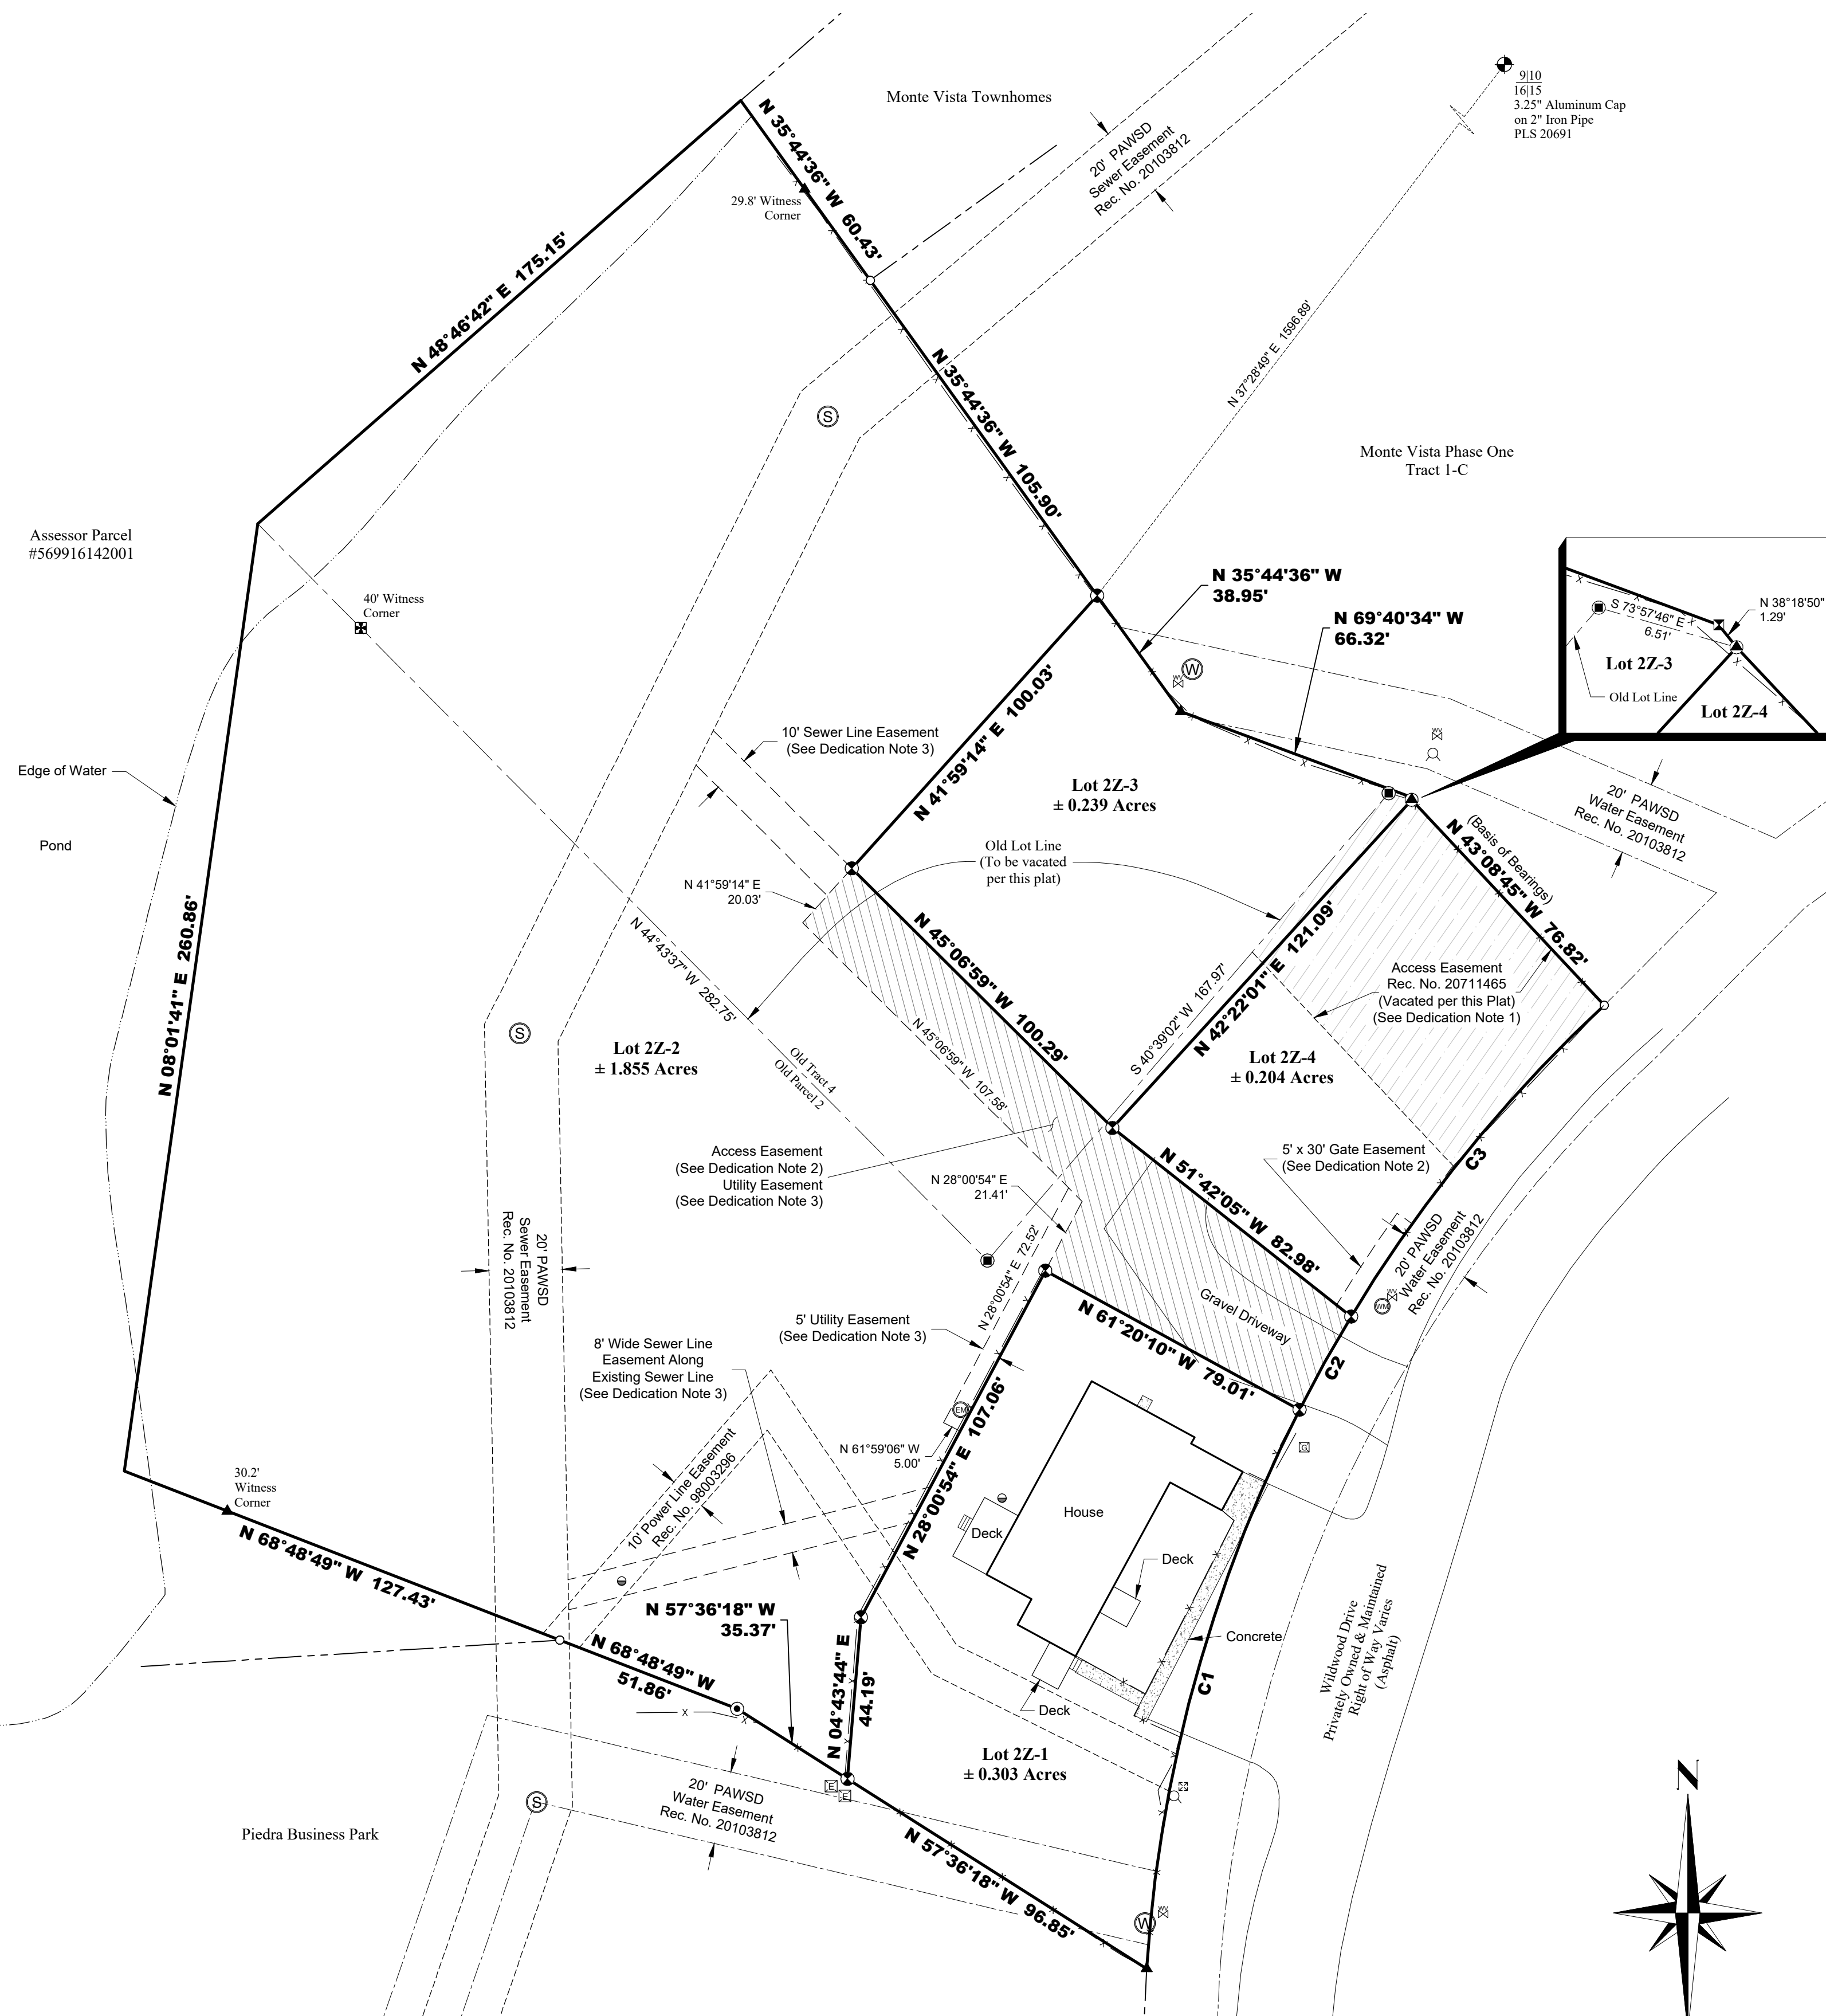 Monte Vista Townhomes
9|10
16|15
3.25" Aluminum Cap
on 2" Iron Pipe
PLS 20691
N 35°44'36" W 60.43'
29.8' Witness
Corner
20' PAWSD
Sewer Easement
Rec. No. 20103812
N 48°46'42" E 175.15'
S
N 35°44'36" W 105.90'
N 37°28'49" E 1596.89'
Monte Vista Phase One
Tract 1-C
Assessor Parcel
#569916142001
40' Witness
Corner
N 35°44'36" W
38.95'
N 69°40'34" W
66.32'
N 38°18'50"
1.29'
S 73°57'46" E
6.51'
Lot 2Z-3
Old Lot Line
Lot 2Z-4
W
WV
WV
N 41°59'14" E 100.03'
10' Sewer Line Easement
(See Dedication Note 3)
Edge of Water
Pond
Lot 2Z-3
± 0.239 Acres
Old Lot Line
(To be vacated
per this plat)
20' PAWSD
Water Easement
Rec. No. 20103812
(Basis of Bearings)
N 43°08'45" W 76.82'
N 41°59'14" E
20.03'
N 08°01'41" E 260.86'
N 44°43'37" W 282.75'
N 45°06'59" W 100.29'
N 45°06'59" W 107.58'
S 40°39'02" W 167.97'
N 42°22'01" E 121.09'
Access Easement
Rec. No. 20711465
(Vacated per this Plat)
(See Dedication Note 1)
S
Lot 2Z-2
± 1.855 Acres
Old Tract 4
Old Parcel 2
Lot 2Z-4
± 0.204 Acres
Access Easement
(See Dedication Note 2)
Utility Easement
(See Dedication Note 3)
N 28°00'54" E
21.41'
N 51°42'05" W 82.98'
5' x 30' Gate Easement
(See Dedication Note 2)
C3
20' PAWSD
Water Easement
Rec. No. 20103812
WM
WV
20' PAWSD
Sewer Easement
Rec. No. 20103812
N 28°00'54" E 72.52'
5' Utility Easement
(See Dedication Note 3)
Gravel Driveway
N 61°20'10" W 79.01'
C2
8' Wide Sewer Line
Easement Along
Existing Sewer Line
(See Dedication Note 3)
EM
N 28°00'54" E 107.06'
N 61°59'06" W
5.00'
G
10' Power Line Easement
Rec. No. 98003296
30.2'
Witness
Corner
N 68°48'49" W 127.43'
House
Deck
Deck
Concrete
Deck
C1
Wildwood Drive
Privately Owned & Maintained
Right of Way Varies
(Asphalt)
N 57°36'18" W
35.37'
N 68°48'49" W
51.86'
N 04°43'44" E
44.19'
Lot 2Z-1
± 0.303 Acres
E
E
20' PAWSD
Water Easement
Rec. No. 20103812
S
Piedra Business Park
N 57°36'18" W 96.85'
W
WV
N